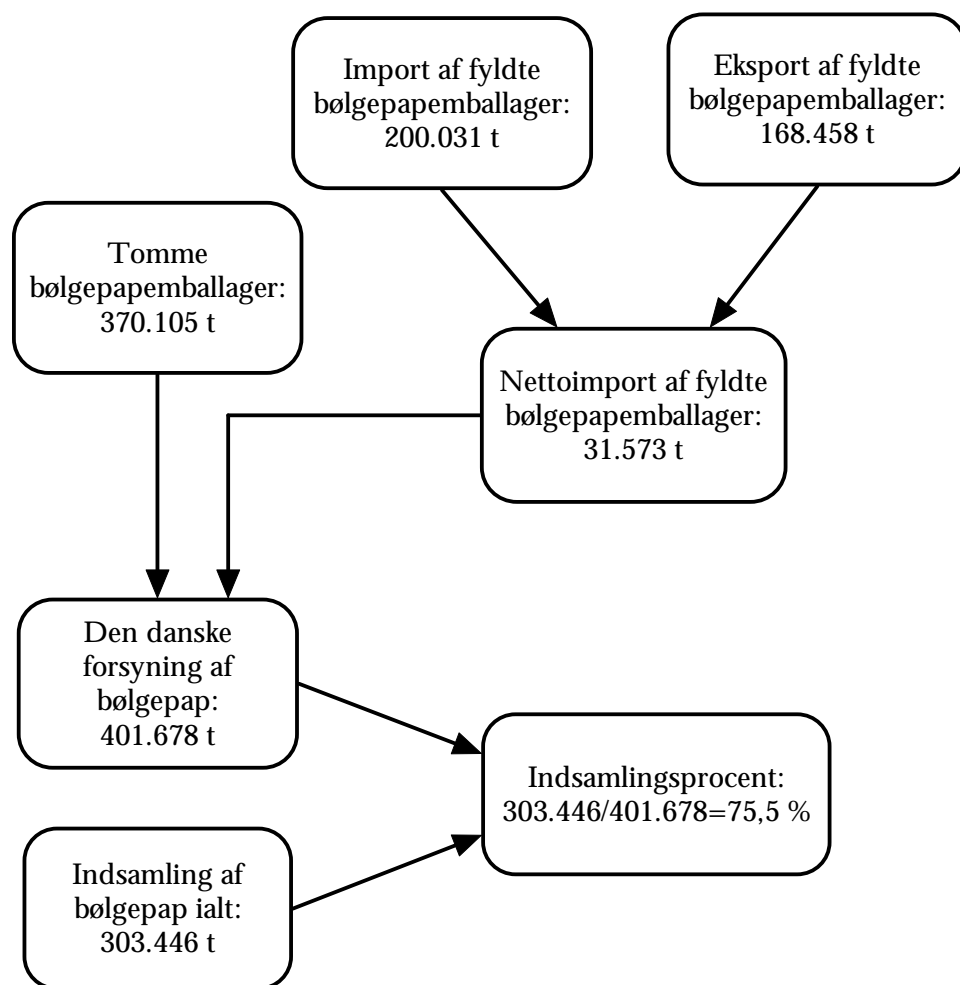 Import af fyldte
bølgepapemballager:
200.031 t
Eksport af fyldte
bølgepapemballager:
168.458 t
Tomme
bølgepapemballager:
370.105 t
Nettoimport af fyldte
bølgepapemballager:
31.573 t
Den danske
forsyning af
bølgepap:
401.678 t
Indsamlingsprocent:
303.446/401.678=75,5 %
Indsamling af
bølgepap ialt:
303.446 t